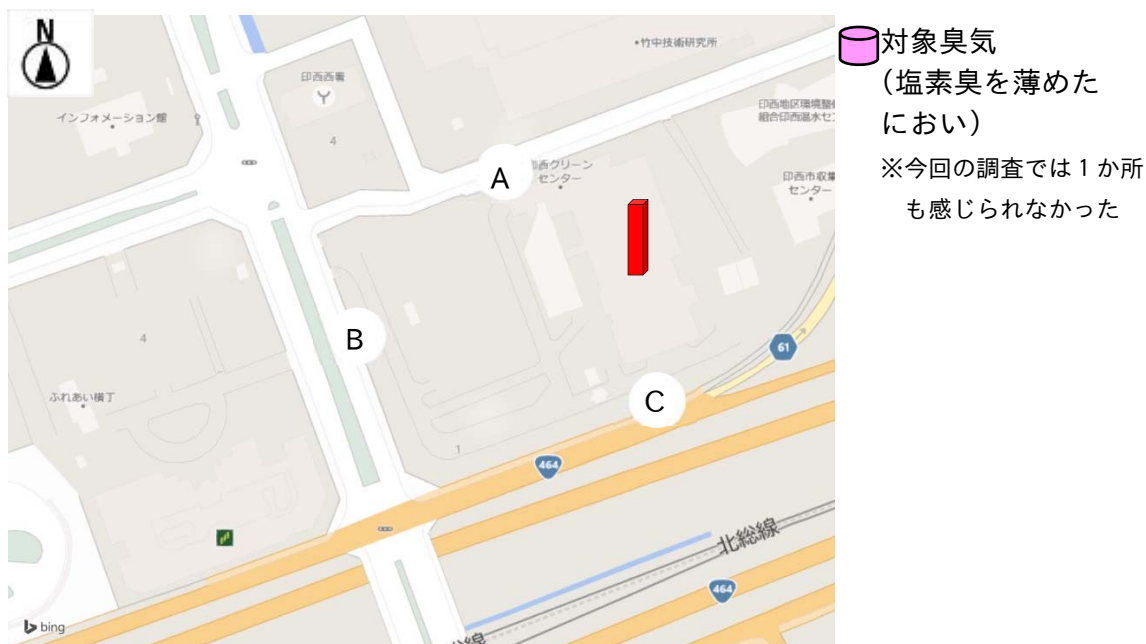 N
対象臭気
(塩素臭を薄めた
におい)
※今回の調査では１か所
も感じられなかった
竹中技術研究所
印西西署
インフォメーション館
4
印西地区環境整備
組合印西温水セン
A
西クリーン
センター
印西市収集
センター
B
4
61
ふれあい横丁
C
1
464
北総線
464
bing
総線